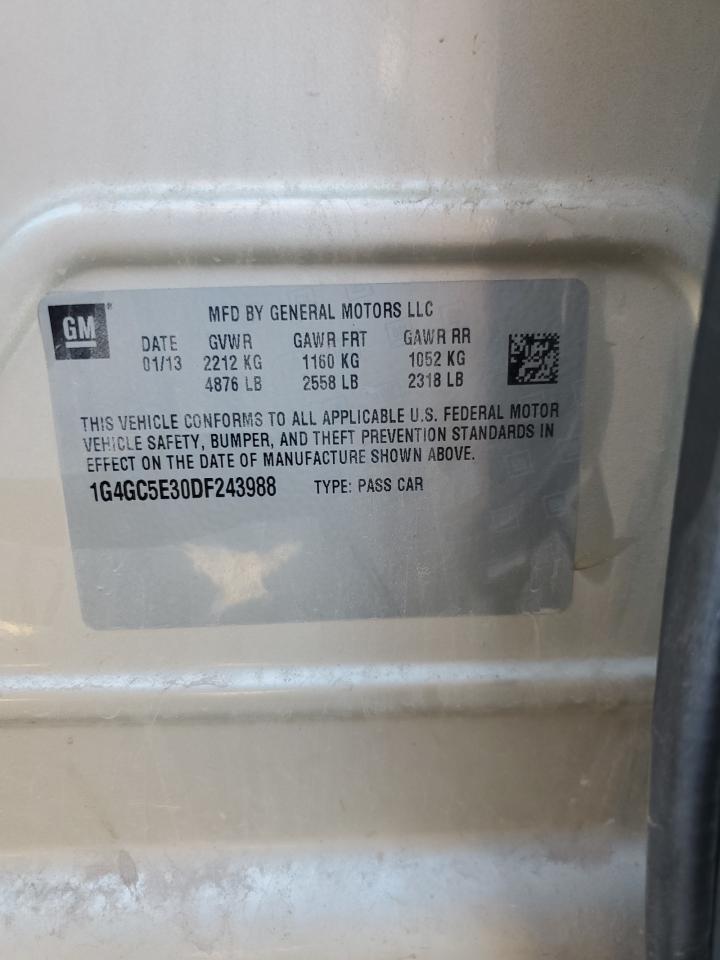 GM
MFD BY GENERAL MOTORS LLC
DATE GVWR GAWR FRT GAWR RR
01/13 2212 KG 1160 KG 1052 KG
4876 LB 2558 LB 2318 LB
THIS VEHICLE CONFORMS TO ALL APPLICABLE U.S. FEDERAL MOTOR
VEHICLE SAFETY, BUMPER, AND THEFT PREVENTION STANDARDS IN
EFFECT ON THE DATE OF MANUFACTURE SHOWN ABOVE.
1G4GC5E30DF243988 TYPE: PASS CAR